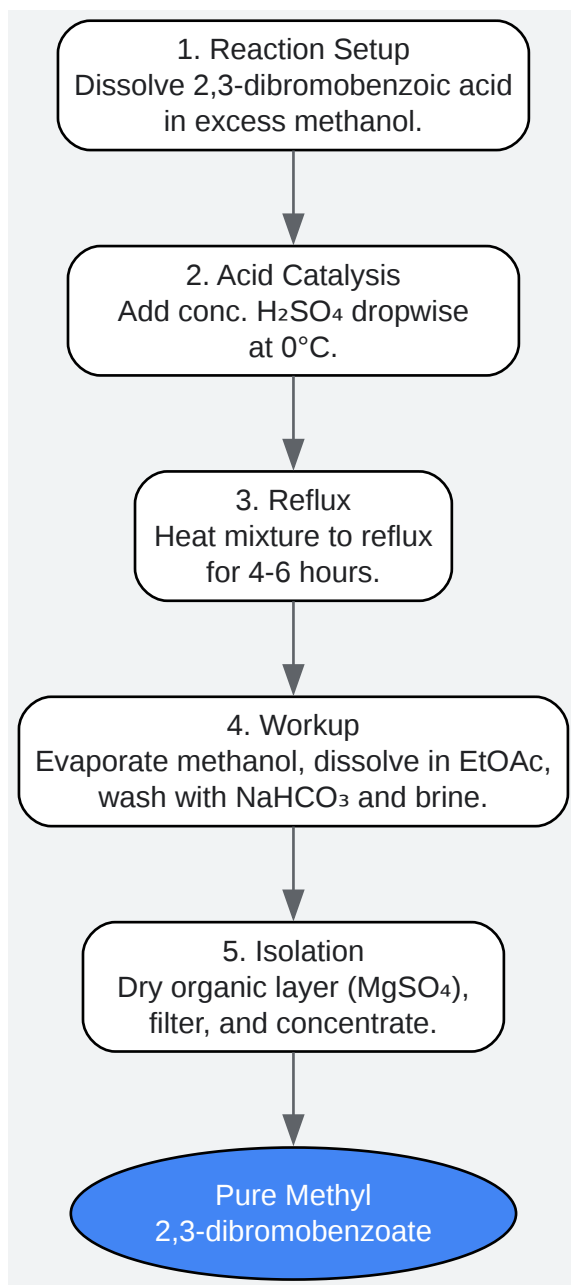 1. Reaction Setup
Dissolve 2,3-dibromobenzoic acid
in excess methanol.
2. Acid Catalysis
Add conc. H₂SO₄ dropwise
at 0°C.
3. Reflux
Heat mixture to reflux
for 4-6 hours.
4. Workup
Evaporate methanol, dissolve in EtOAc,
wash with NaHCO₃ and brine.
5. Isolation
Dry organic layer (MgSO₄),
filter, and concentrate.
Pure Methyl
2,3-dibromobenzoate